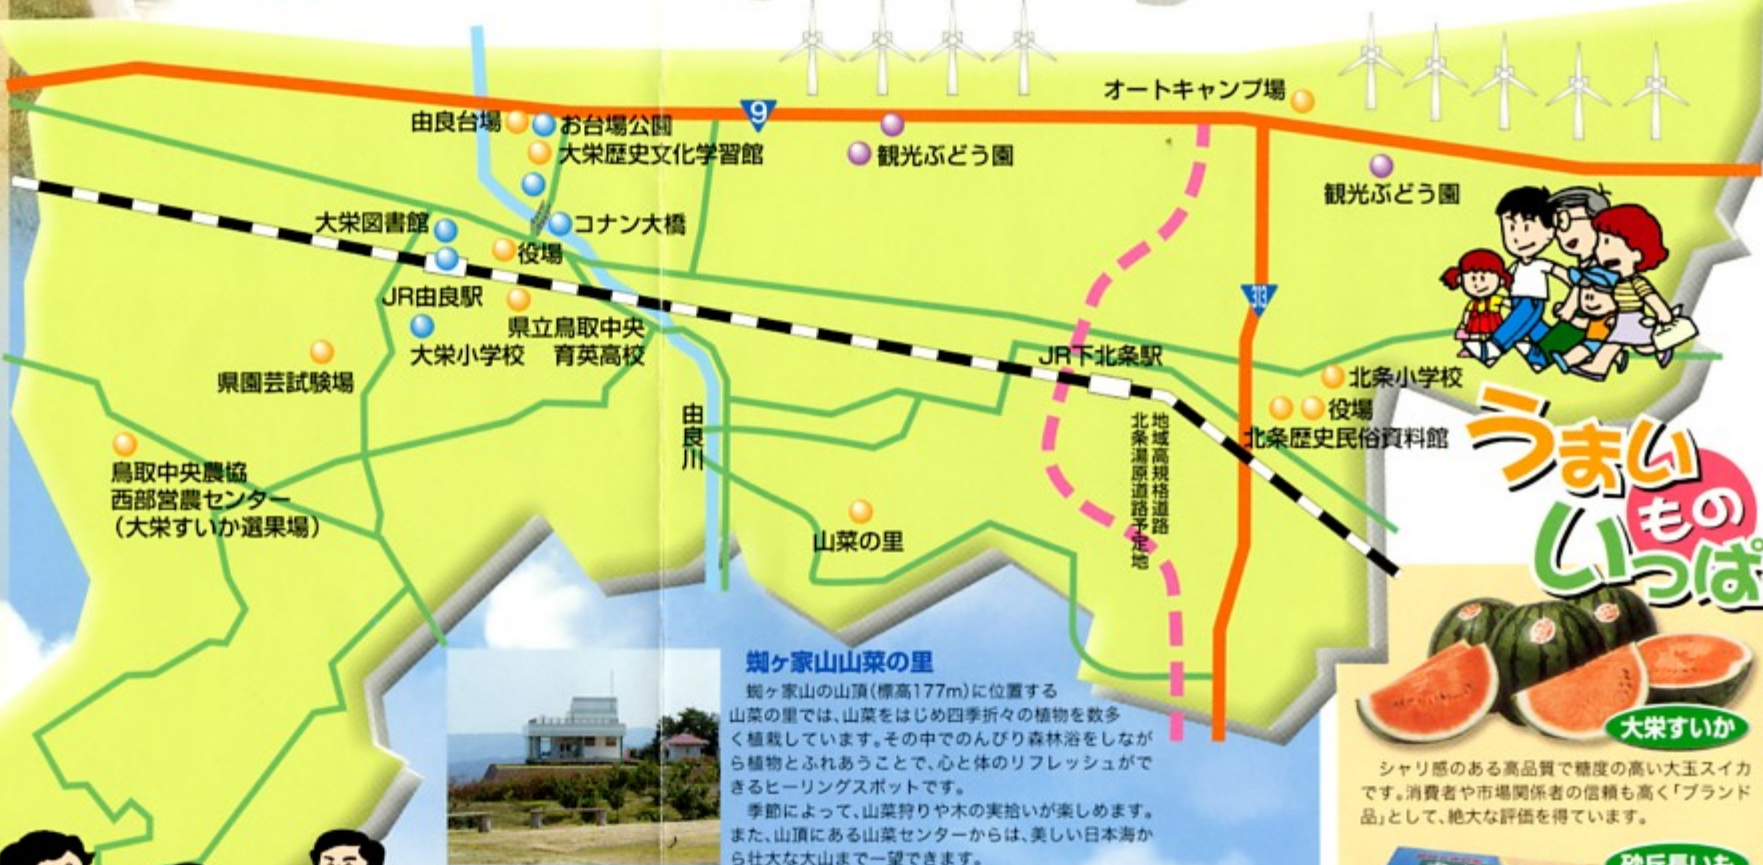 オートキャンプ場
9
由良台場
お台場公園
大栄歴史文化学習館
観光ぶどう園
観光ぶどう園
大栄図書館
コナン大橋
役場
JR由良駅
県立鳥取中央
育英高校
大栄小学校
県園芸試験場
313
JR下北条駅
北条小学校
役場
北条歴史民俗資料館
由良川
地域高規格道路
北条湯原道路予定地
鳥取中央農協
西部営農センター
(大栄すいか選果場)
山菜の里
うまい
もの
いっぱ
蜘ヶ家山山菜の里
蜘ヶ家山の山頂(標高177m)に位置する
山菜の里では、山菜をはじめ四季折々の植物を数多
く植栽しています。その中でのんびり森林浴をしなが
ら植物とふれあうことで、心と体のリフレッシュがで
きるヒーリングスポットです。
季節によって、山菜狩りや木の実拾いが楽しめます。
また、山頂にある山菜センターからは、美しい日本海か
ら壮大な大山まで一望できます。
大栄すいか
シャリ感のある高品質で糖度の高い大玉スイカ
です。消費者や市場関係者の信頼も高く「ブランド
品」として、絶大な評価を得ています。